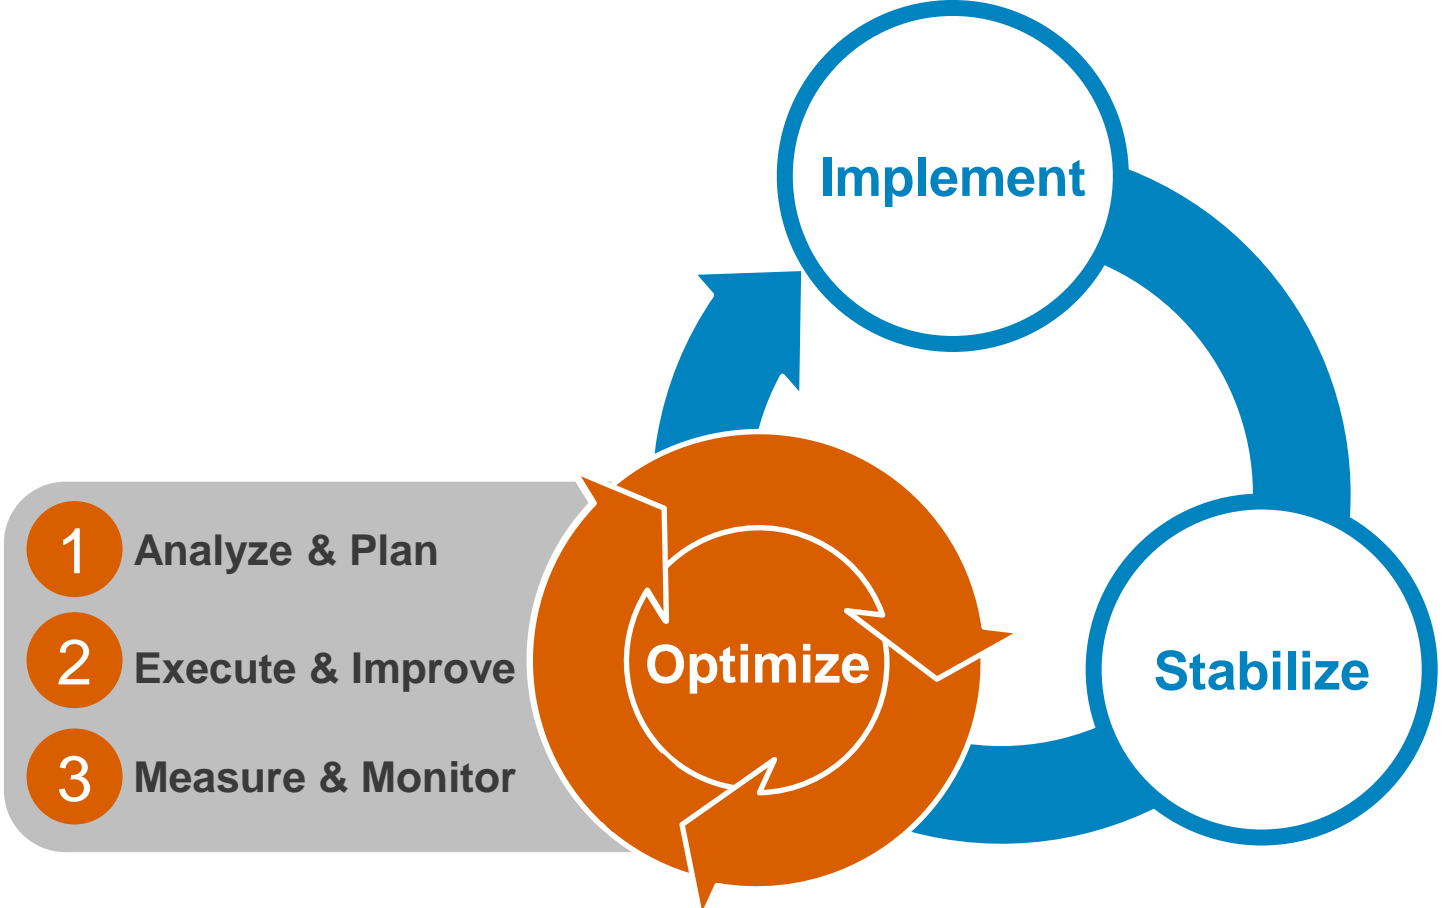 Implement
1 Analyze & Plan
2 Execute & Improve
3 Measure & Monitor
Optimize
Stabilize